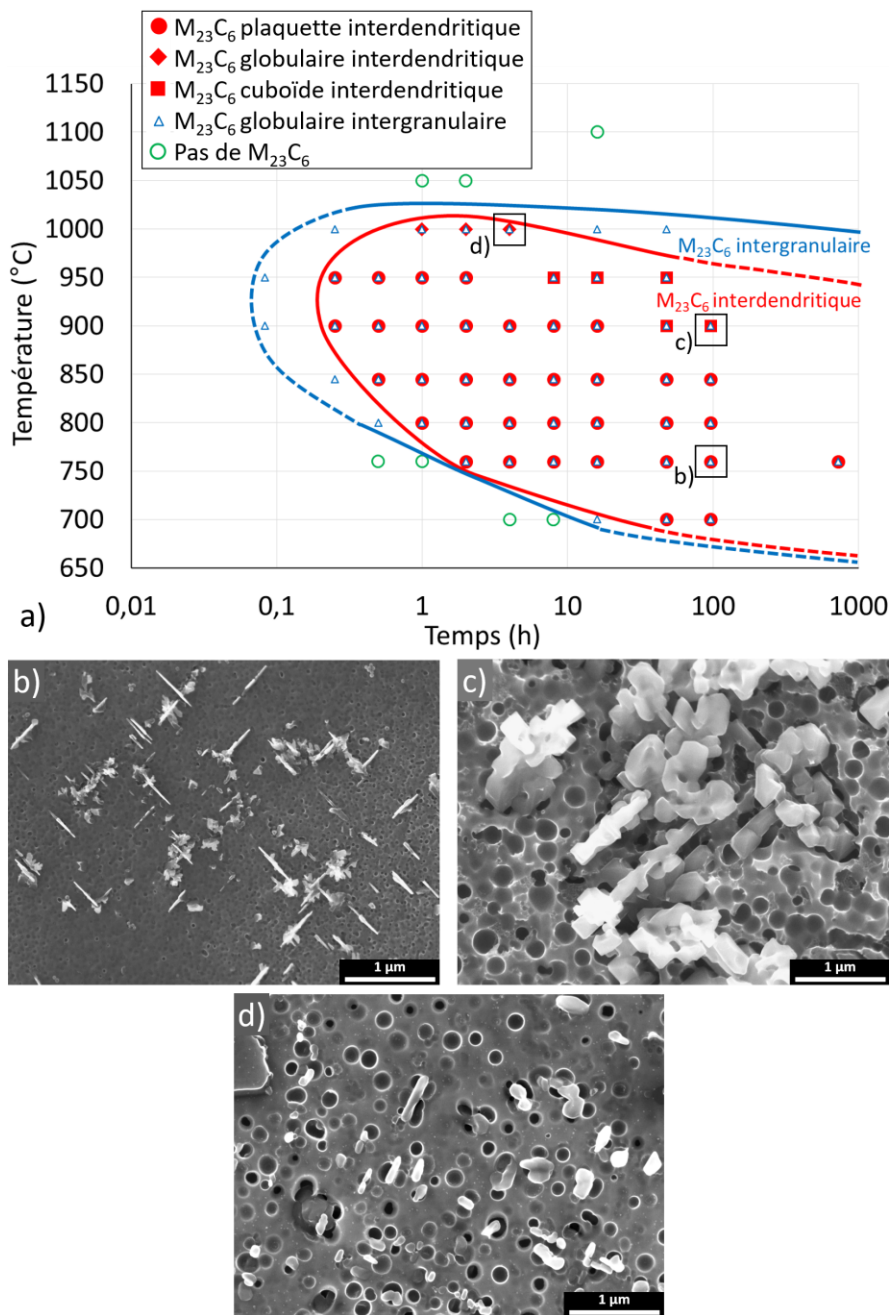 M₂₃C₆ plaquette interdendritique
M₂₃C₆ globulaire interdendritique
M₂₃C₆ cuboïde interdendritique
M₂₃C₆ globulaire intergranulaire
Pas de M₂₃C₆
1150
1100
1050
1000
950
900
850
800
750
700
650
Température (°C)
d)
M₂₃C₆ intergranulaire
M₂₃C₆ interdendritique
c)
b)
0,01 0,1 1 10 100 1000
a)
Temps (h)
b)
1 µm
c)
1 µm
d)
1 µm